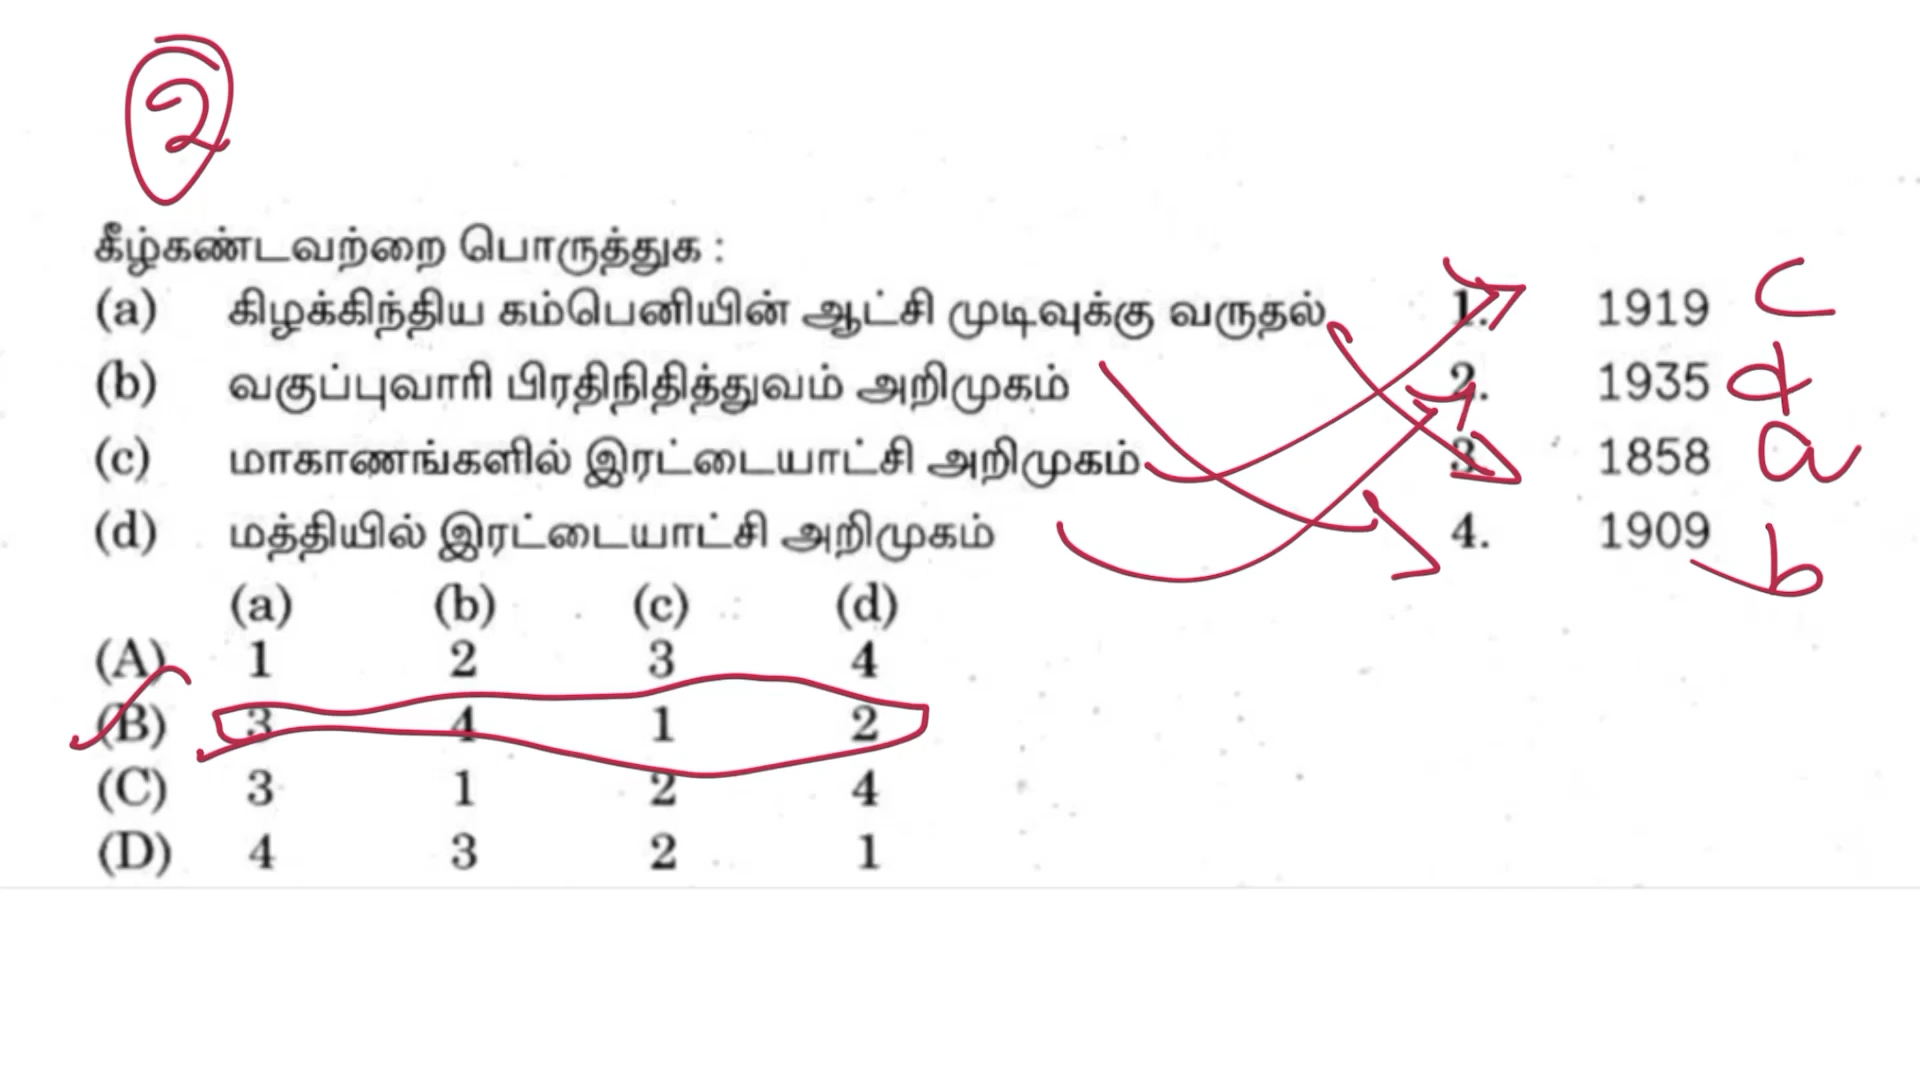 2
கீழ்கண்டவற்றை பொருத்துக :
(a) கிழக்கிந்திய கம்பெனியின் ஆட்சி முடிவுக்கு வருதல் 1. 1919 C
(b) வகுப்புவாரி பிரதிநிதித்துவம் அறிமுகம் 2. 1935 d
(c) மாகாணங்களில் இரட்டையாட்சி அறிமுகம் 3. 1858 a
(d) மத்தியில் இரட்டையாட்சி அறிமுகம் 4. 1909 b
(a) (b) (c) (d)
(A) 1 2 3 4
(B) 3 4 1 2
(C) 3 1 2 4
(D) 4 3 2 1